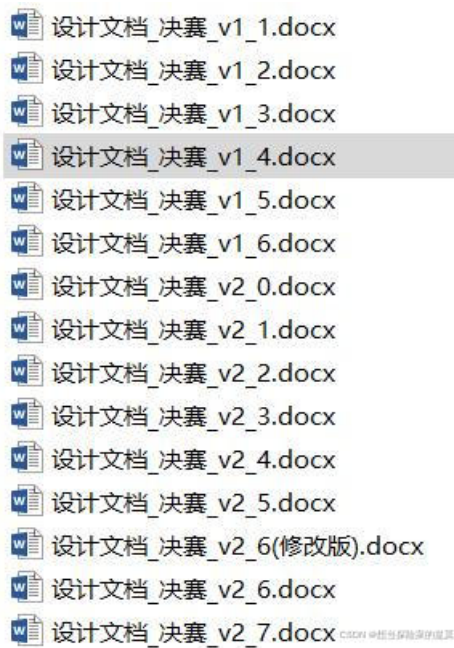 设计文档_决赛_v1_1.docx
设计文档_决赛_v1_2.docx
设计文档_决赛_v1_3.docx
设计文档_决赛_v1_4.docx
设计文档_决赛_v1_5.docx
设计文档_决赛_v1_6.docx
设计文档_决赛_v2_0.docx
设计文档_决赛_v2_1.docx
设计文档_决赛_v2_2.docx
设计文档_决赛_v2_3.docx
设计文档_决赛_v2_4.docx
设计文档_决赛_v2_5.docx
设计文档_决赛_v2_6(修改版).docx
设计文档_决赛_v2_6.docx
设计文档_决赛_v2_7.docx
CSDN